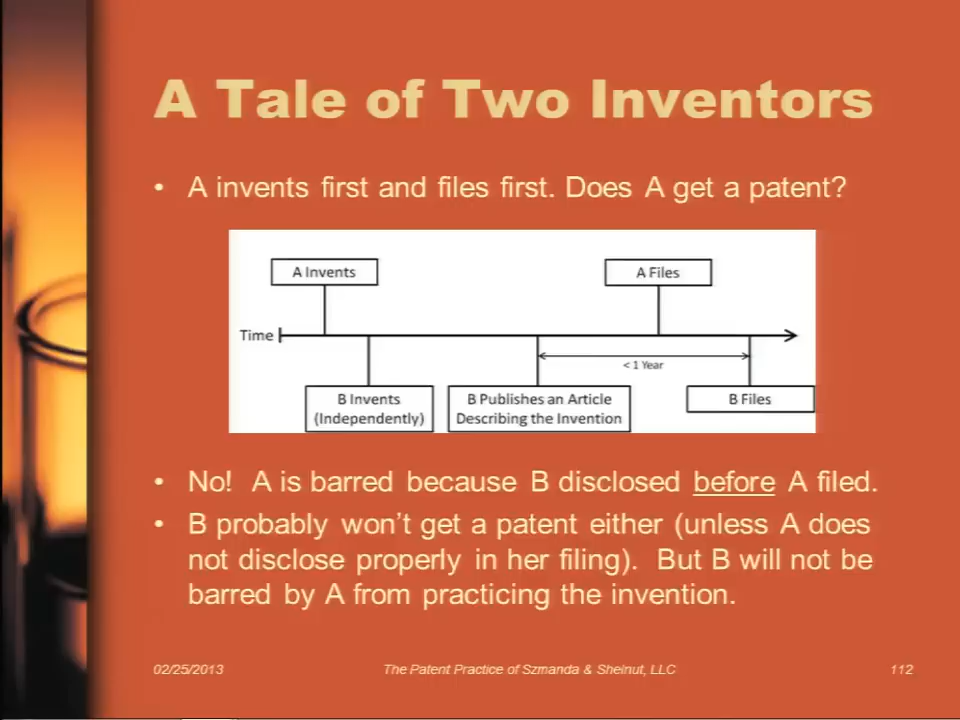 A Tale of Two Inventors
• A invents first and files first. Does A get a patent?
A Invents
A Files
Time
< 1 Year
B Invents
(Independently)
B Publishes an Article
Describing the Invention
B Files
• No! A is barred because B disclosed before A filed.
• B probably won't get a patent either (unless A does
not disclose properly in her filing). But B will not be
barred by A from practicing the invention.
02/25/2013 The Patent Practice of Szmanda & Shelnut, LLC 112